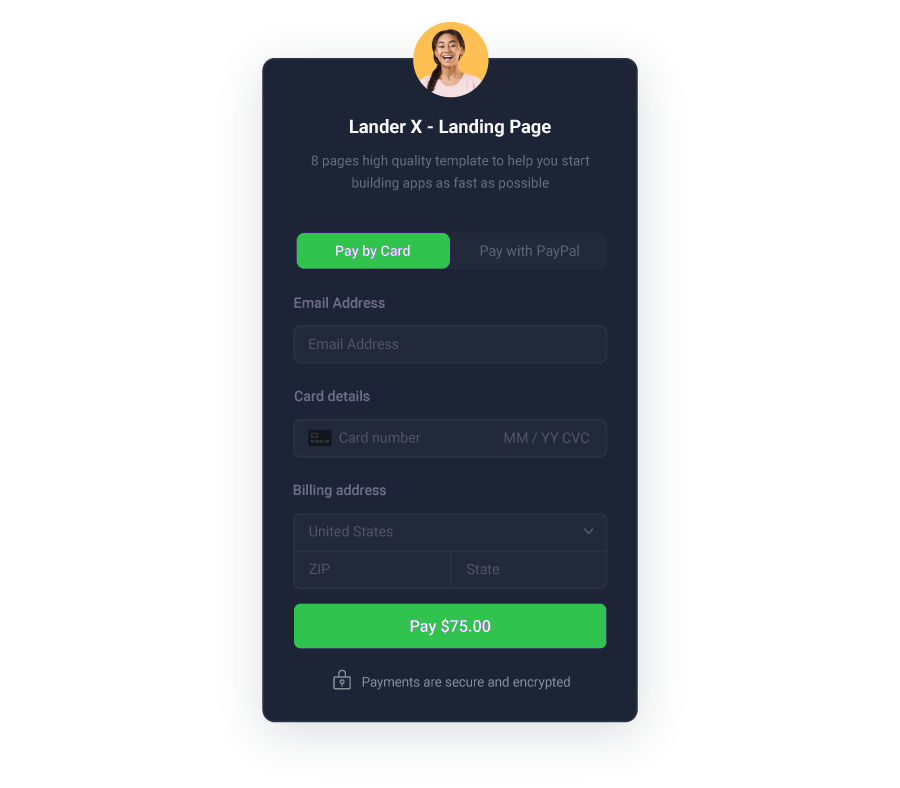 Lander X - Landing Page
8 pages high quality template to help you start
building apps as fast as possible
Pay by Card
Pay with PayPal
Email Address
Email Address
Card details
Card number
MM / YY CVC
Billing address
United States
ZIP
State
Pay $75.00
Payments are secure and encrypted